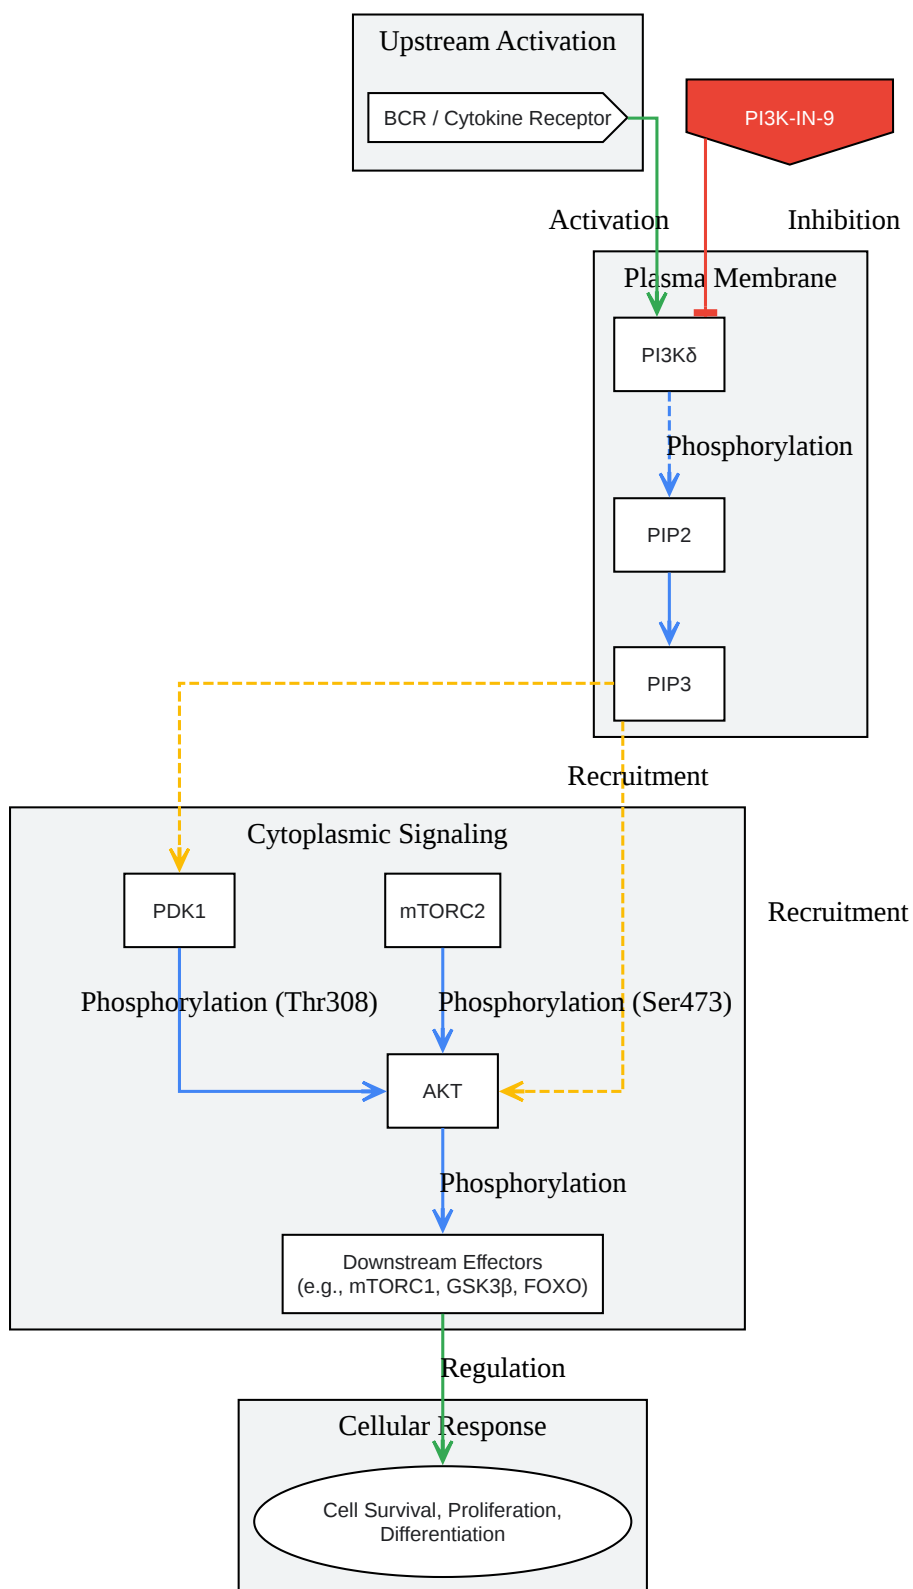 Upstream Activation
BCR / Cytokine Receptor
PI3K-IN-9
Activation
Inhibition
Plasma Membrane
PI3Kδ
Phosphorylation
PIP2
PIP3
Recruitment
Cytoplasmic Signaling
PDK1
mTORC2
Recruitment
Phosphorylation (Thr308)
Phosphorylation (Ser473)
AKT
Phosphorylation
Downstream Effectors
(e.g., mTORC1, GSK3β, FOXO)
Regulation
Cellular Response
Cell Survival, Proliferation,
Differentiation